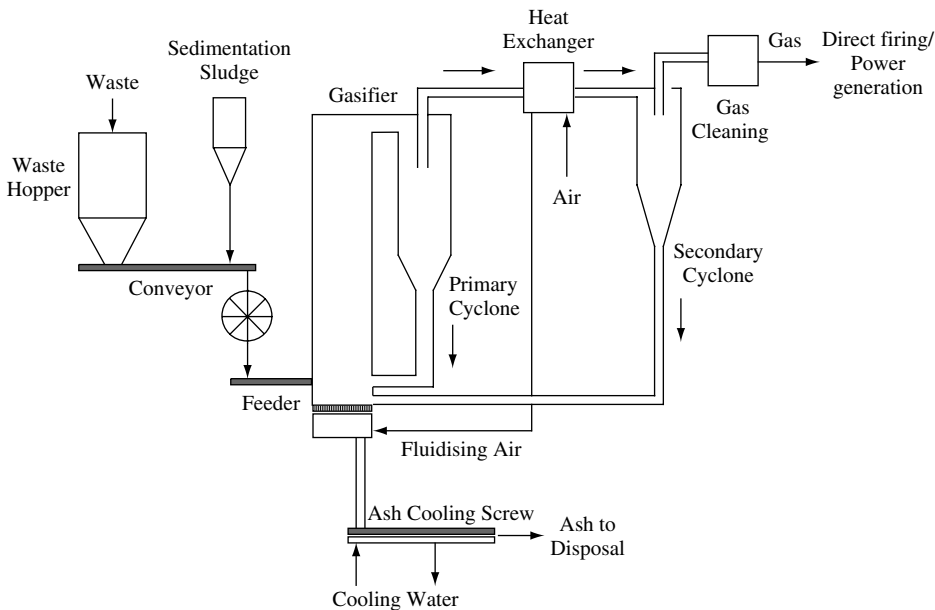 Heat
Exchanger
Sedimentation
Sludge
Gas
Direct firing/
Power
generation
Waste
Gasifier
Gas
Cleaning
Waste
Hopper
Air
Conveyor
Primary
Cyclone
Secondary
Cyclone
Feeder
Fluidising Air
Ash Cooling Screw
Ash to
Disposal
Cooling Water